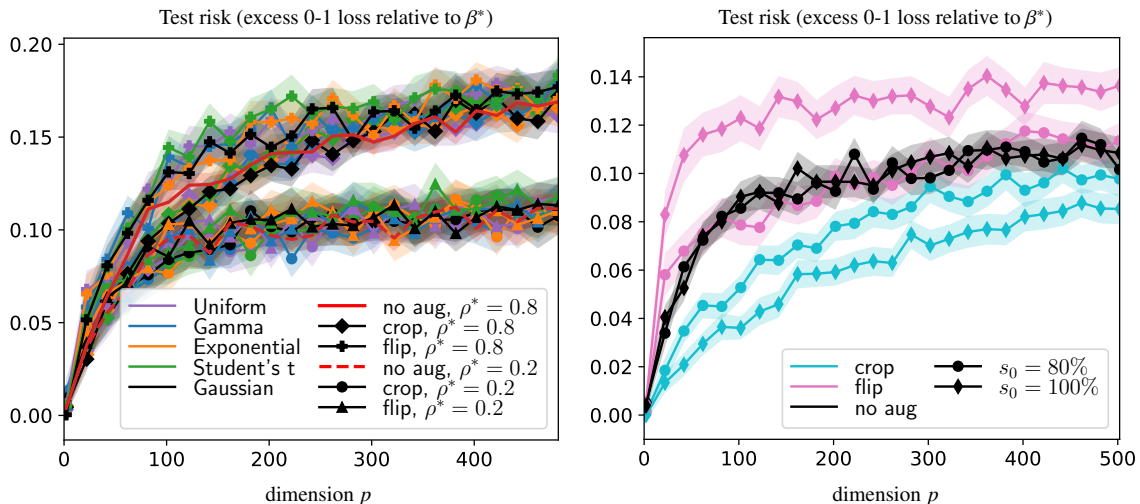 Test risk (excess 0-1 loss relative to β*)
0.20
0.15
0.10
0.05
0.00
0
100
200
300
400
dimension p
Uniform
Gamma
Exponential
Student's t
Gaussian
no aug, ρ* = 0.8
crop, ρ* = 0.8
flip, ρ* = 0.8
no aug, ρ* = 0.2
crop, ρ* = 0.2
flip, ρ* = 0.2
Test risk (excess 0-1 loss relative to β*)
0.14
0.12
0.10
0.08
0.06
0.04
0.02
0.00
0
100
200
300
400
500
dimension p
crop
flip
no aug
s₀ = 80%
s₀ = 100%